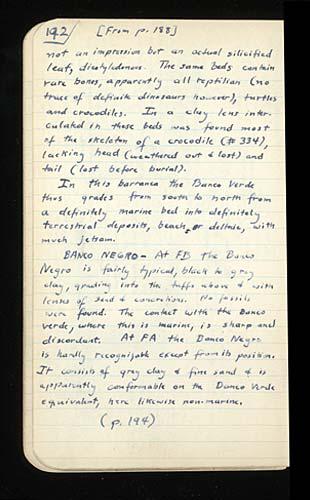 192
[From p. 188]
not an impression but an actual silicified
leaf, dicotyledonous. The same beds contain
rare bones, apparently all reptilian (no
trace of definite dinosaurs however), turtles
and crocodiles. In a clay lens inter-
calated in these beds was found most
of the skeleton of a crocodile (# 334),
lacking head (weathered out & lost) and
tail (lost before burial).
In this barranca the Banco Verde
thus grades from south to north from
a definitely marine bed into definitely
terrestrial deposits, beach, or deltaic, with
much jetsam.
BANCO NEGRO - At FB the Banco
Negro is fairly typical, black to grey
clay, grading into the tuffs above & with
lenses of sand & concretions. No fossils
were found. The contact with the Banco
Verde, where this is marine, is sharp and
discordant. At FA the Banco Negro
is hardly recognizable except from its position.
It consists of grey clay & fine sand & is
apparently conformable on the Banco Verde
equivalent, here likewise non-marine.
(p. 194)